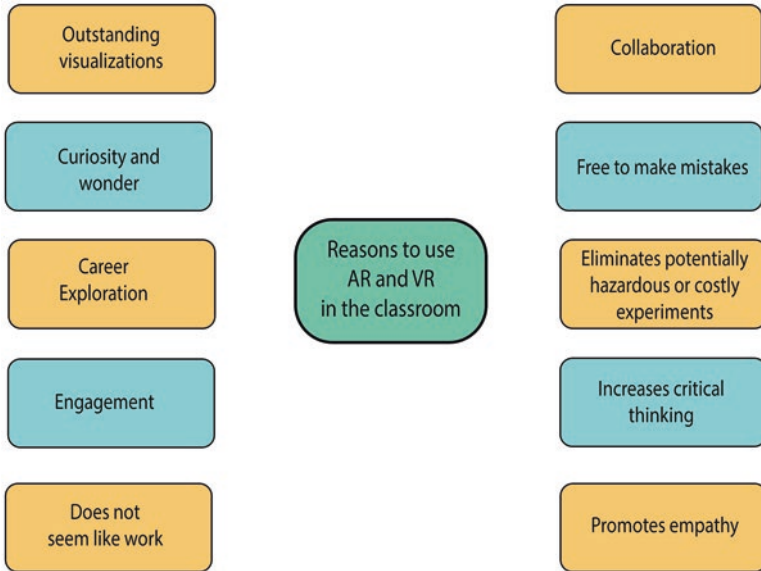 Outstanding
visualizations
Curiosity and
wonder
Career
Exploration
Engagement
Does not
seem like work
Reasons to use
AR and VR
in the classroom
Collaboration
Free to make mistakes
Eliminates potentially
hazardous or costly
experiments
Increases critical
thinking
Promotes empathy